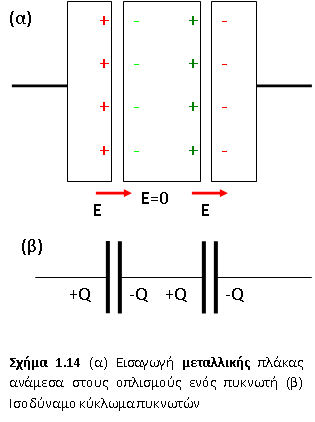 (α)
+ - + -
+ - + -
+ - + -
+ - + -
E E=0 E
(β)
+Q -Q +Q -Q
Σχήμα 1.14 (α) Εισαγωγή μεταλλικής πλάκας
ανάμεσα στους οπλισμούς ενός πυκνωτή (β)
Ισοδύναμο κύκλωμα πυκνωτών